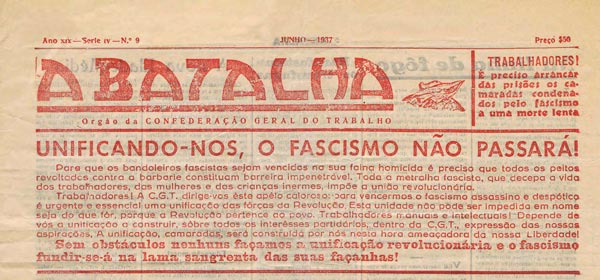 Ano xix—Serie iv—N.º 9
JUNHO—1937
Preço $50
A BATALHA
Orgão da CONFEDERAÇÃO GERAL DO TRABALHO
TRABALHADORES!
É preciso arrancar
das prisões os ca-
maradas condena-
dos pelo fascismo
a uma morte lenta
UNIFICANDO-NOS, O FASCISMO NÃO PASSARÁ!
Para que os bandoleiros fascistas sejam vencidos na sua faina homicida é preciso que todos os peitos
revoltados contra a barbarie constituam barreira impenetrável. Toda a metralha fascista, que decepa a vida
dos trabalhadores, das mulheres e das crianças inermes, impõe a união revolucionária.
Trabalhadores! A C.G.T. dirige-vos êste apêlo caloroso: para vencermos o fascismo assassino e despótico
é urgente e essencial uma unificação das fôrças da Revolução. Esta unidade não pode ser impedida em nome
seja do que fôr, porque a Revolução pertence ao povo. Trabalhadores manuais e intelectuais! Depende de
vós a unificação a construir, sôbre todos os interêsses partidários, dentro da C.G.T., expressão das nossas
aspirações. A unificação, camaradas, será construida por nós nesta hora ameaçadora da nossa Liberdade!
Sem obstáculos nenhuns façamos a unificação revolucionaria e o fascismo
fundir-se-á na lama sangrenta das suas façanhas!